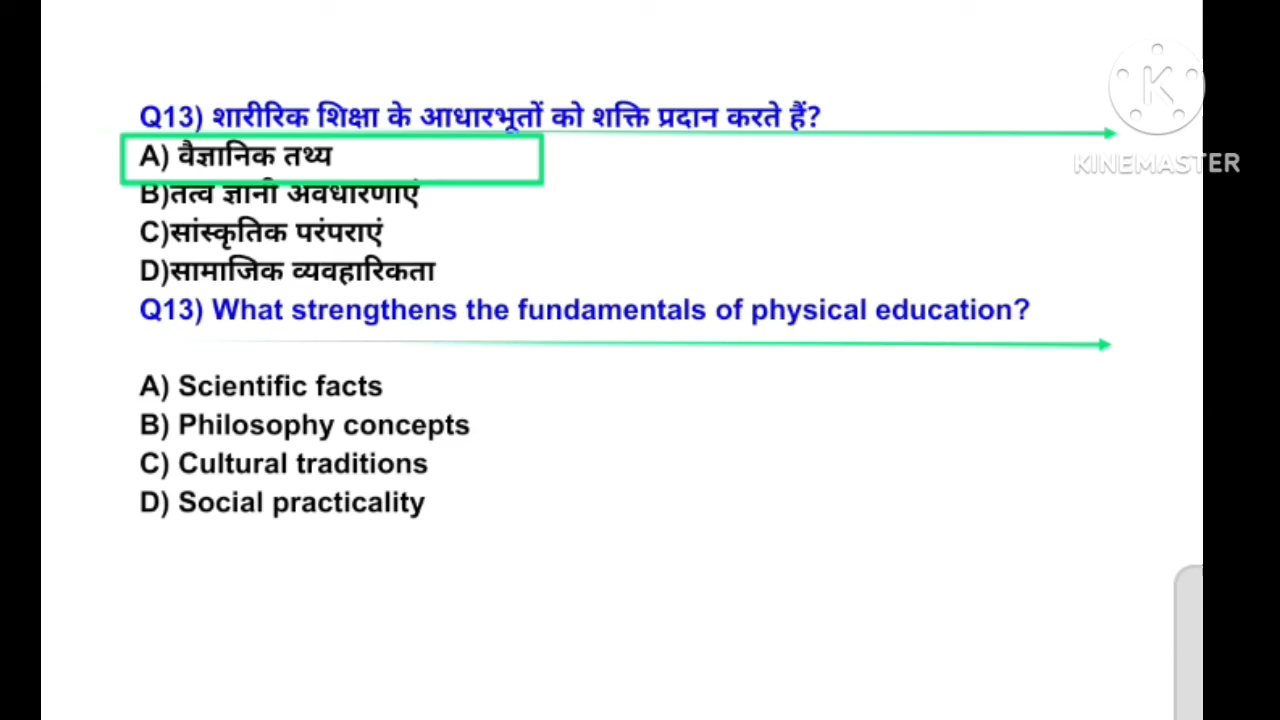 Q13) शारीरिक शिक्षा के आधारभूतों को शक्ति प्रदान करते हैं?
A) वैज्ञानिक तथ्य
B)तत्व ज्ञानी अवधारणाएं
C)सांस्कृतिक परंपराएं
D)सामाजिक व्यवहारिकता
Q13) What strengthens the fundamentals of physical education?
A) Scientific facts
B) Philosophy concepts
C) Cultural traditions
D) Social practicality
K
KINEMASTER